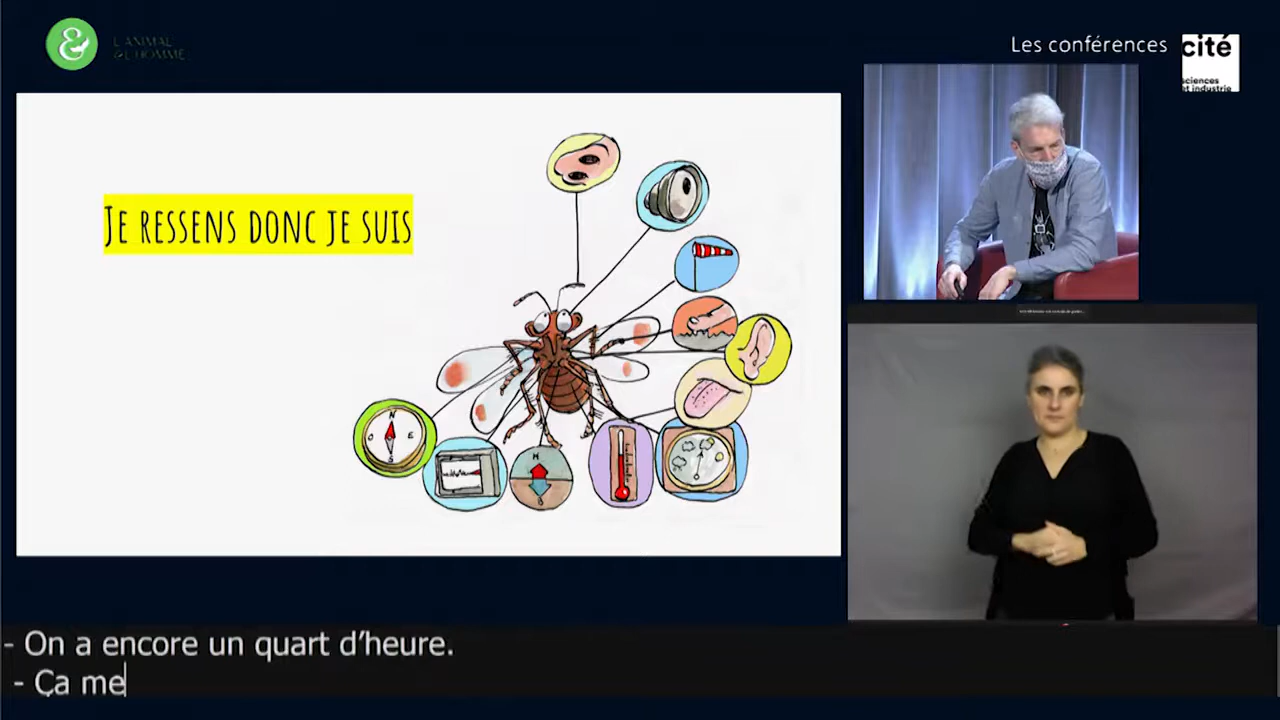 &
L'ANIMAL
& L'HOMME
Les conférences
cité
sciences
et industrie
JE RESSENS DONC JE SUIS
N
O E
S
H
- On a encore un quart d'heure.
- Ça me